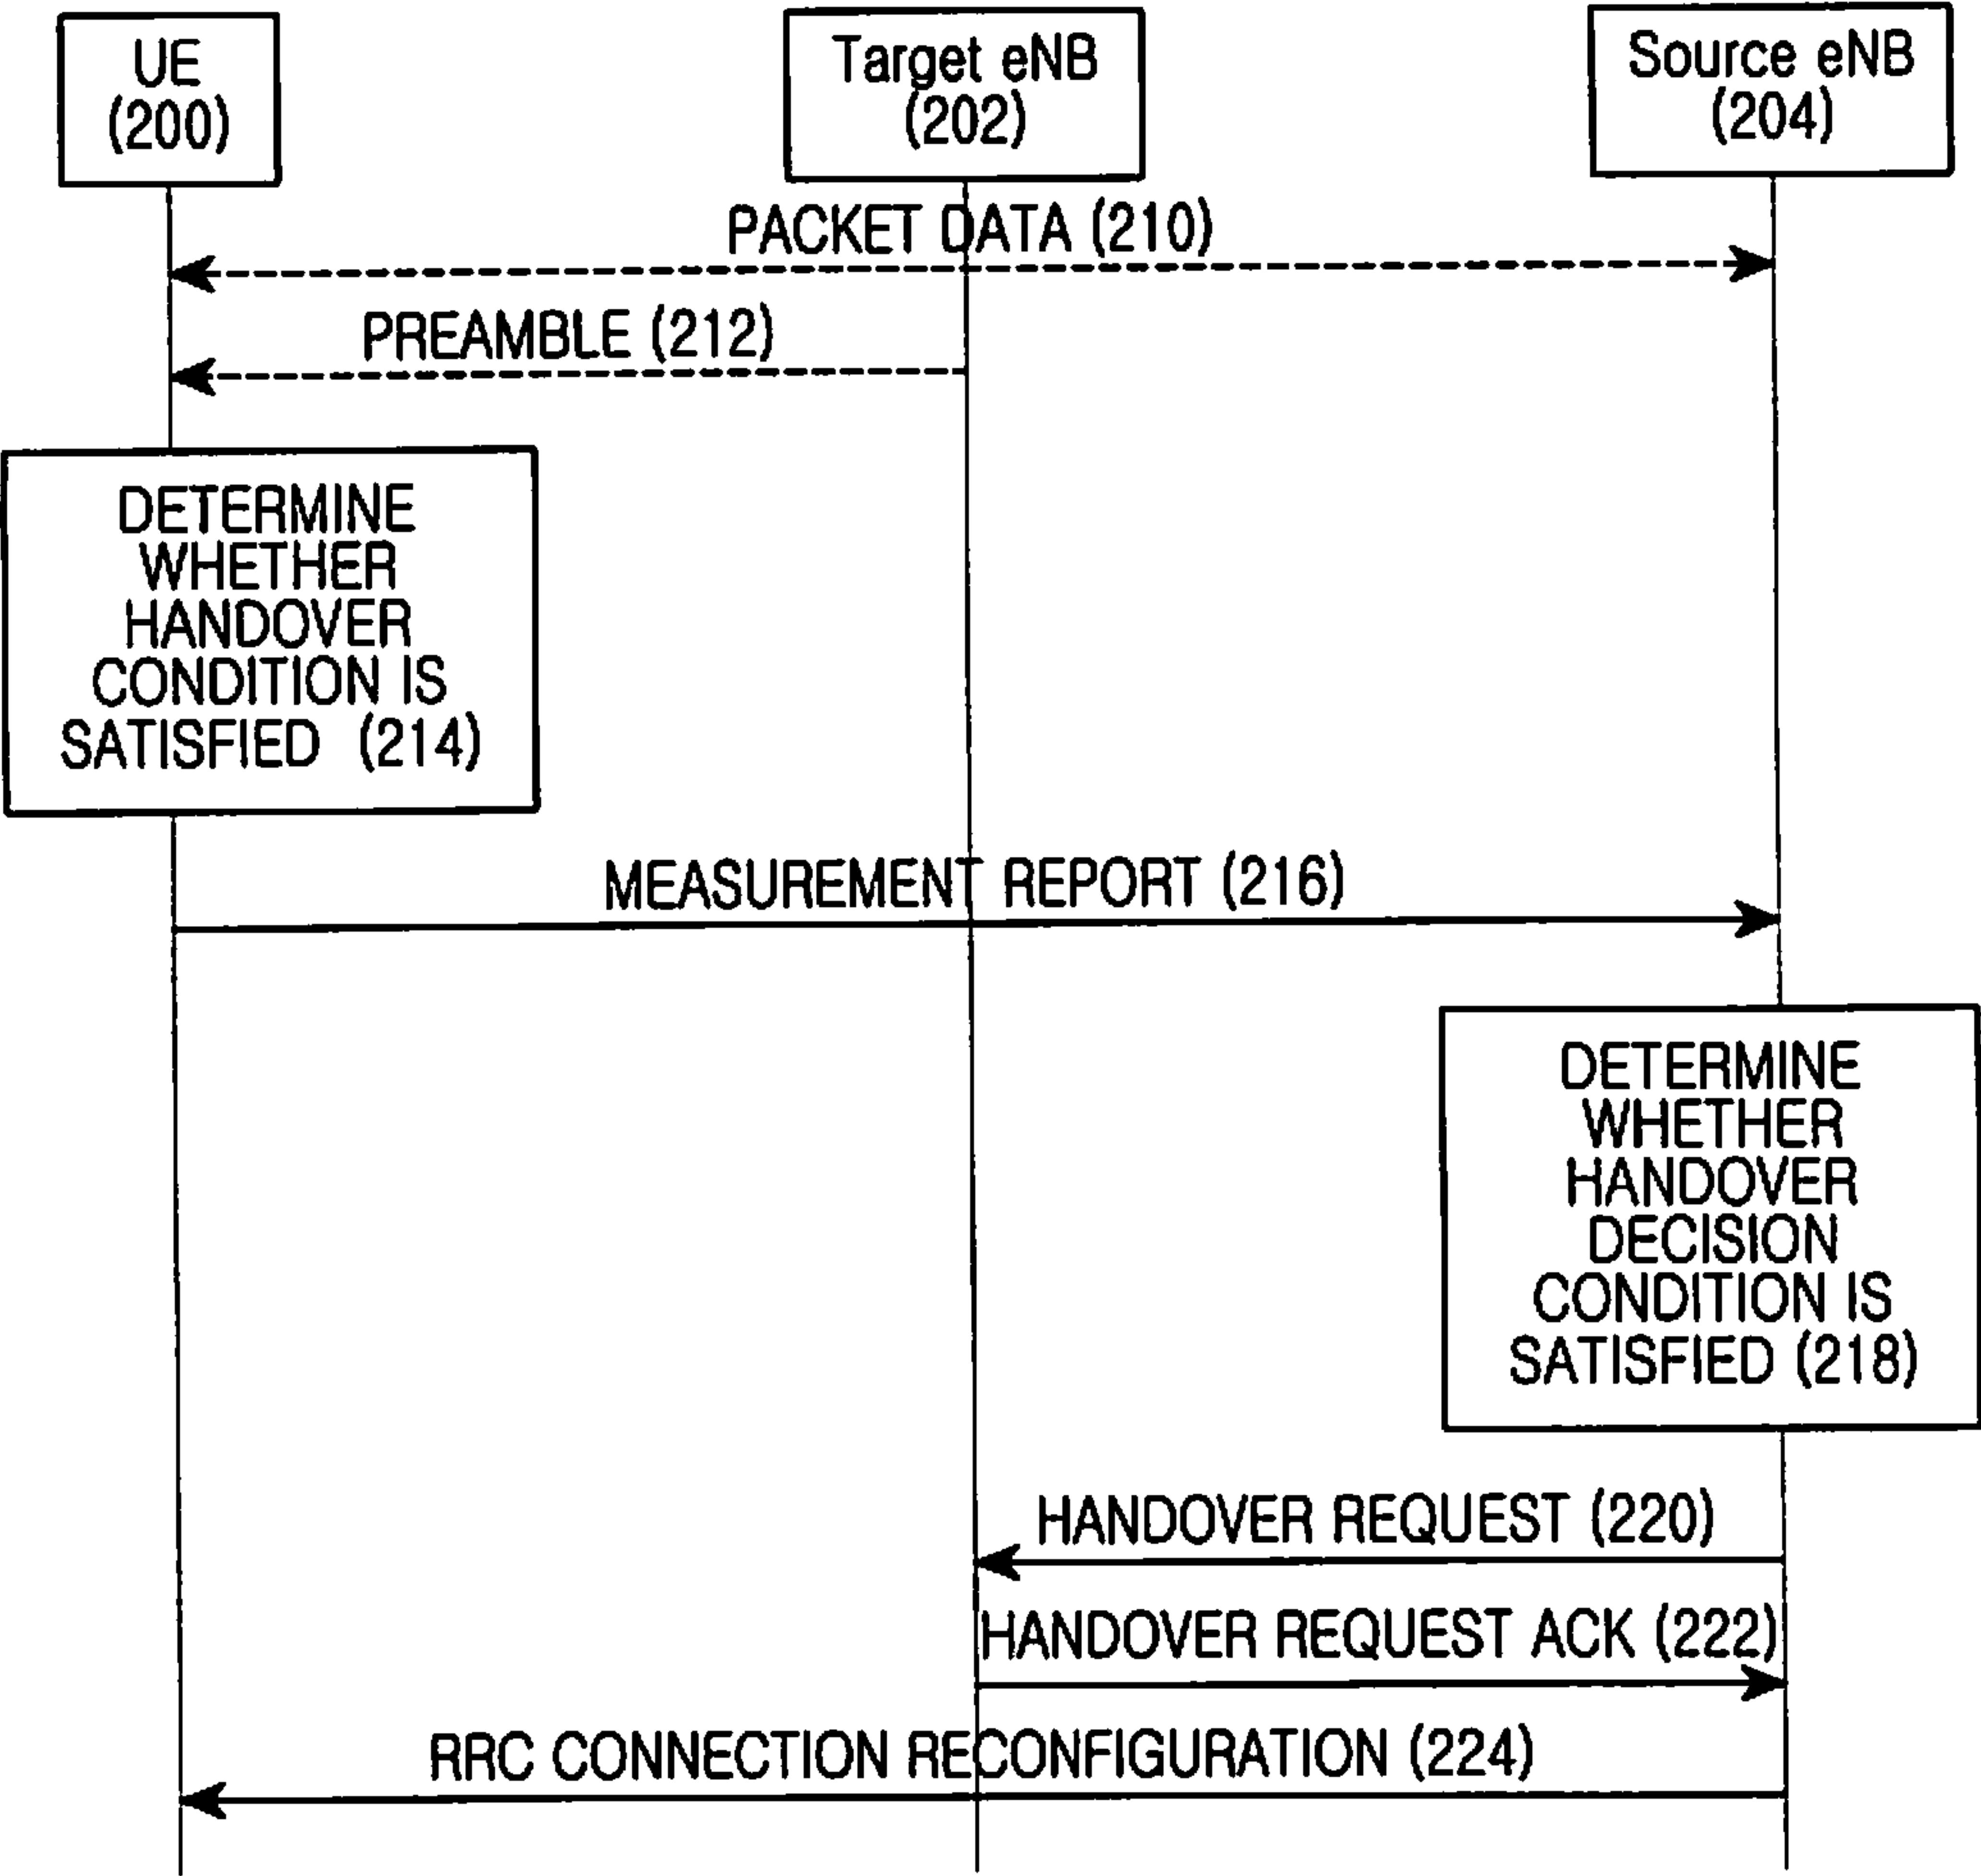 UE
(200)
Target eNB
(202)
Source eNB
(204)
PACKET DATA (210)
PREAMBLE (212)
DETERMINE
WHETHER
HANDOVER
CONDITION IS
SATISFIED (214)
MEASUREMENT REPORT (216)
DETERMINE
WHETHER
HANDOVER
DECISION
CONDITION IS
SATISFIED (218)
HANDOVER REQUEST (220)
HANDOVER REQUEST ACK (222)
RRC CONNECTION RECONFIGURATION (224)